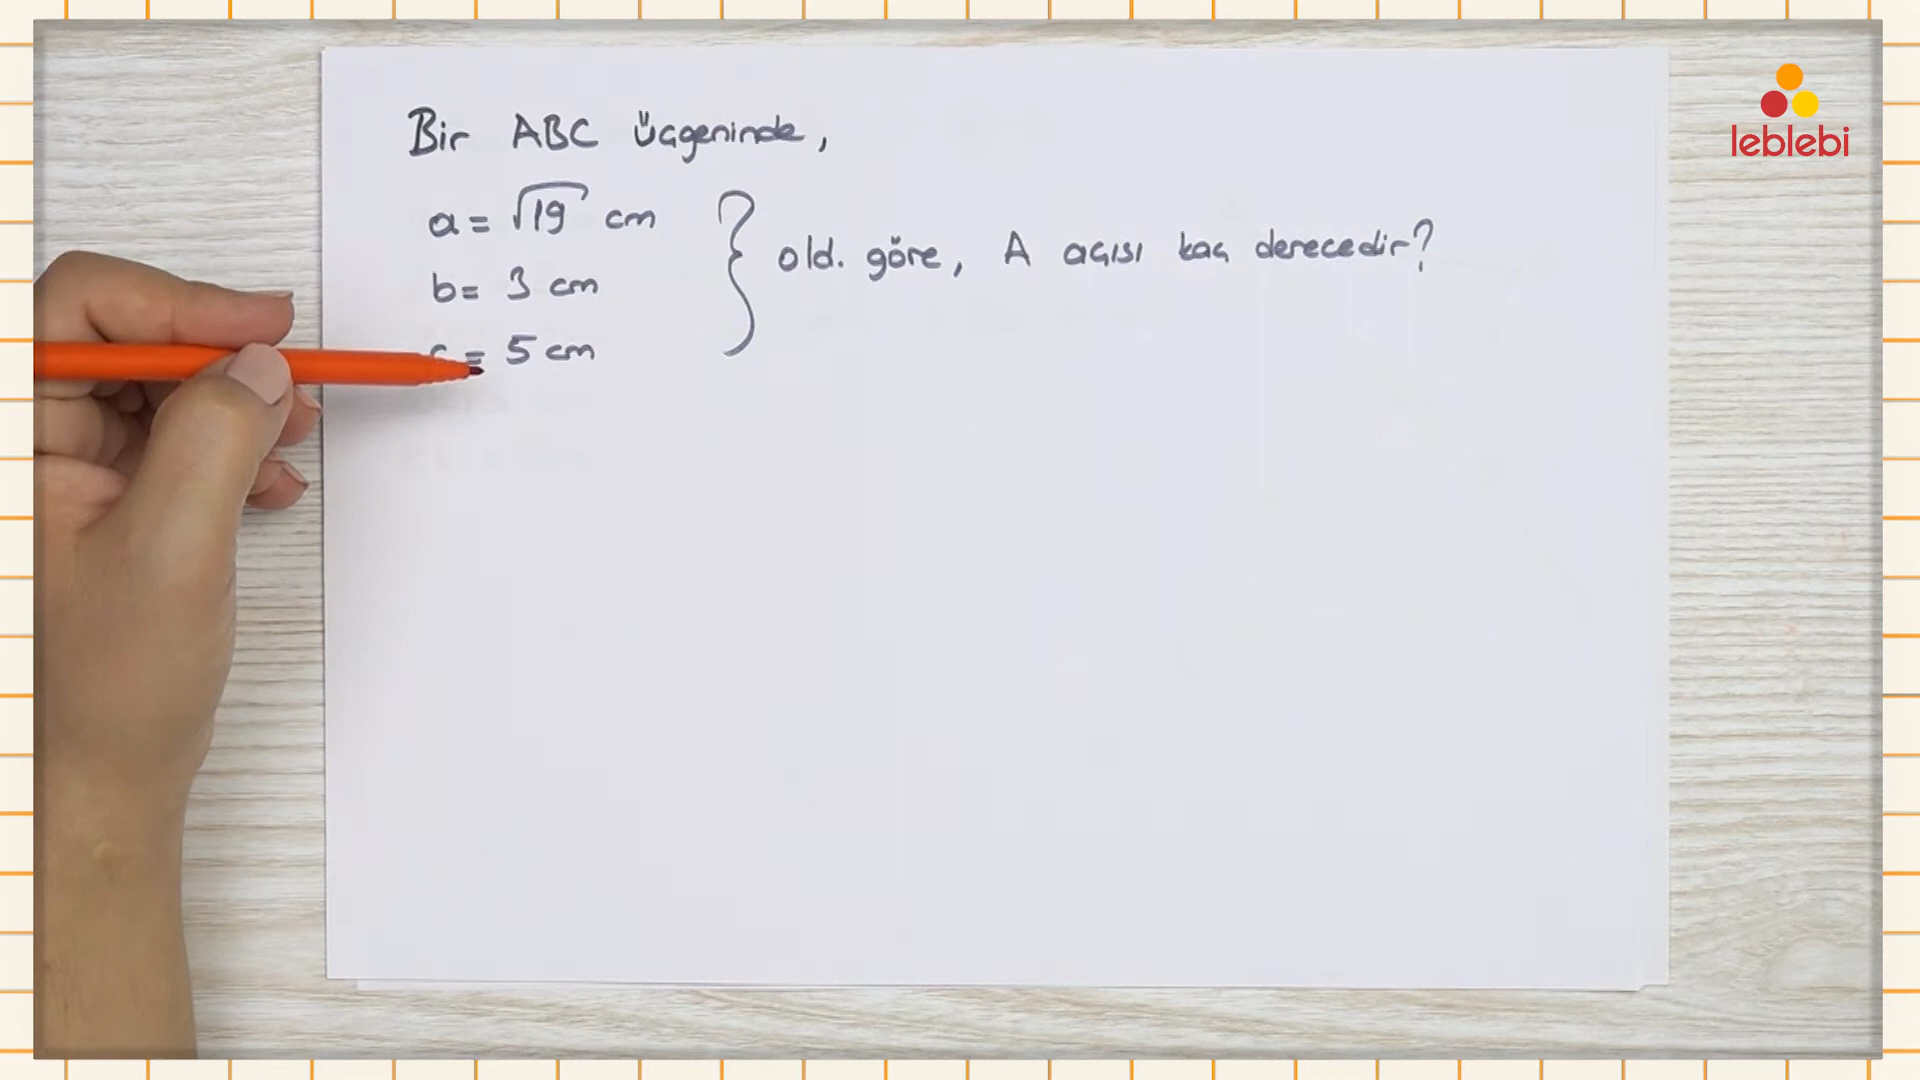 Bir ABC üçgeninde,
a = √19 cm
b = 3 cm
c = 5 cm
old. göre, A açısı kaç derecedir?
leblebi